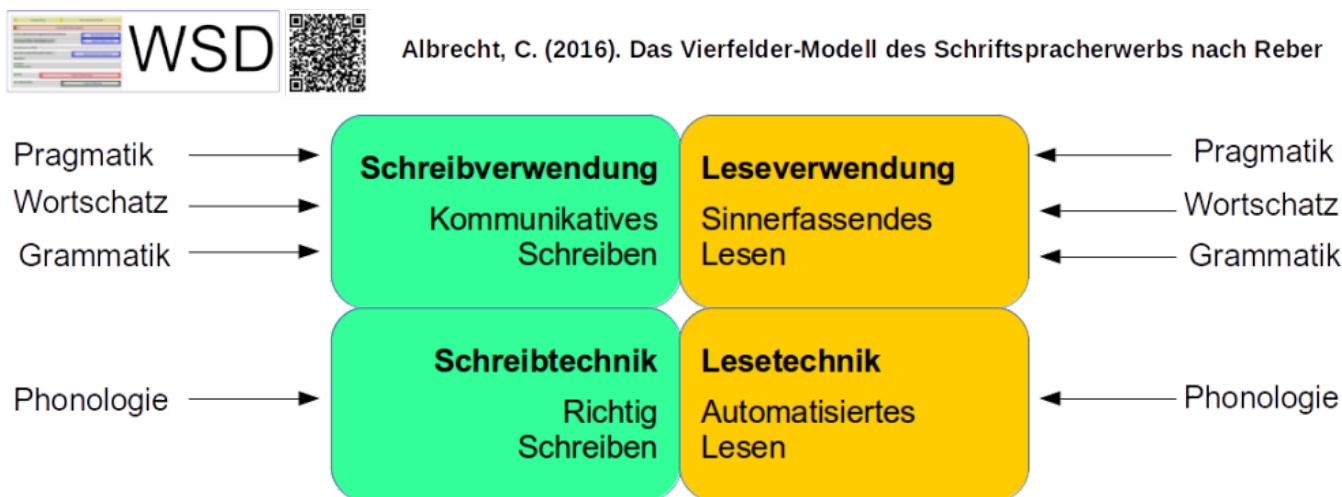 WSD
Albrecht, C. (2016). Das Vierfelder-Modell des Schriftspracherwerbs nach Reber
Pragmatik
Wortschatz
Grammatik
Schreibverwendung
Kommunikatives
Schreiben
Leseverwendung
Sinnerfassendes
Lesen
Pragmatik
Wortschatz
Grammatik
Phonologie
Schreibtechnik
Richtig
Schreiben
Lesetechnik
Automatisiertes
Lesen
Phonologie